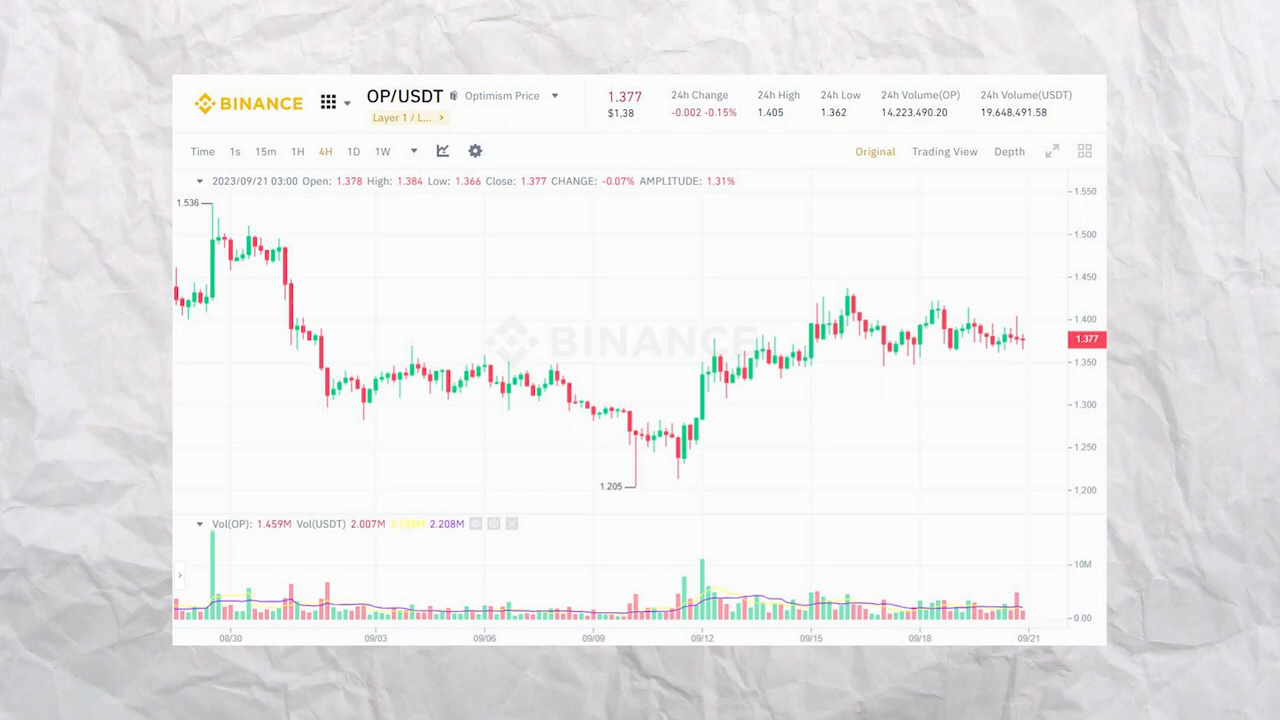 BINANCE
OP/USDT Optimism Price
Layer 1 / L...
1.377
$1,38
24h Change
-0.002 -0.15%
24h High
1.405
24h Low
1.362
24h Volume(OP)
14,223,490.20
24h Volume(USDT)
19,648,491.58
Time 1s 15m 1H 4H 1D 1W
Original Trading View Depth
2023/09/21 03:00 Open: 1.378 High: 1.384 Low: 1.366 Close: 1.377 CHANGE: -0.07% AMPLITUDE: 1.31%
1.536
1.550
1.500
1.450
1.400
1.377
1.350
1.300
1.250
1.200
BINANCE
1.205
Vol(OP): 1.459M Vol(USDT) 2.007M 2.208M
10M
0.00
08/30 09/03 09/06 09/09 09/12 09/15 09/18 09/21